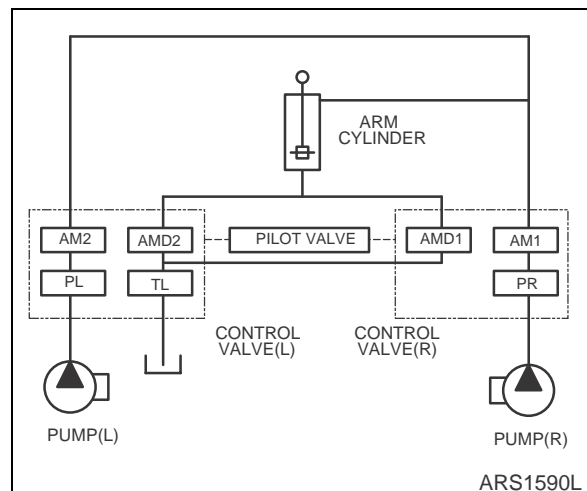 ARM
CYLINDER
AM2
AMD2
PILOT VALVE
AMD1
AM1
PL
TL
PR
CONTROL
VALVE(L)
CONTROL
VALVE(R)
PUMP(L)
PUMP(R)
ARS1590L